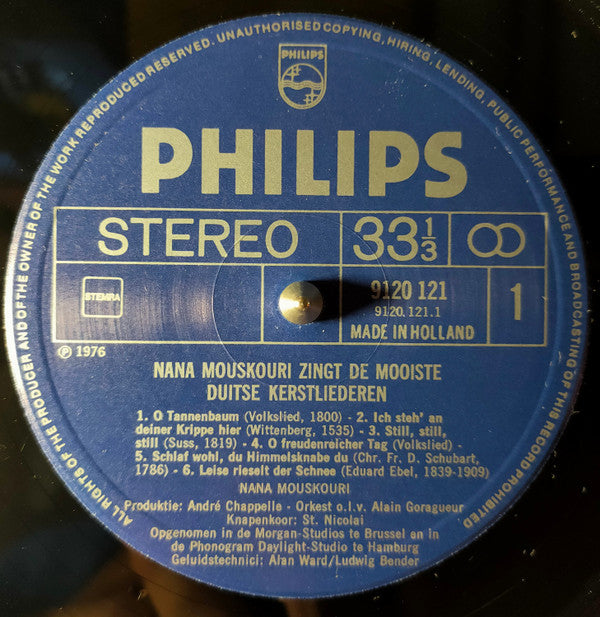 ALL RIGHTS OF THE PRODUCER AND OF THE OWNER OF THE WORK REPRODUCED RESERVED. UNAUTHORISED COPYING, HIRING, LENDING, PUBLIC PERFORMANCE AND BROADCASTING OF THIS RECORD PROHIBITED
PHILIPS
PHILIPS
STEREO 33 1/3
STEMRA
9120 121
9120.121.1
1
MADE IN HOLLAND
℗ 1976
NANA MOUSKOURI ZINGT DE MOOISTE
DUITSE KERSTLIEDEREN
1. O Tannenbaum (Volkslied, 1800) - 2. Ich steh' an
deiner Krippe hier (Wittenberg, 1535) - 3. Still, still,
still (Suss, 1819) - 4. O freudenreicher Tag (Volkslied) -
5. Schlaf wohl, du Himmelsknabe du (Chr. Fr. D. Schubart,
1786) - 6. Leise rieselt der Schnee (Eduard Ebel, 1839-1909)
NANA MOUSKOURI
Produktie: André Chappelle - Orkest o.l.v. Alain Goragueur
Knapenkoor: St. Nicolai
Opgenomen in de Morgan-Studios te Brussel en in
de Phonogram Daylight-Studio te Hamburg
Geluidstechnici: Alan Ward/Ludwig Bender